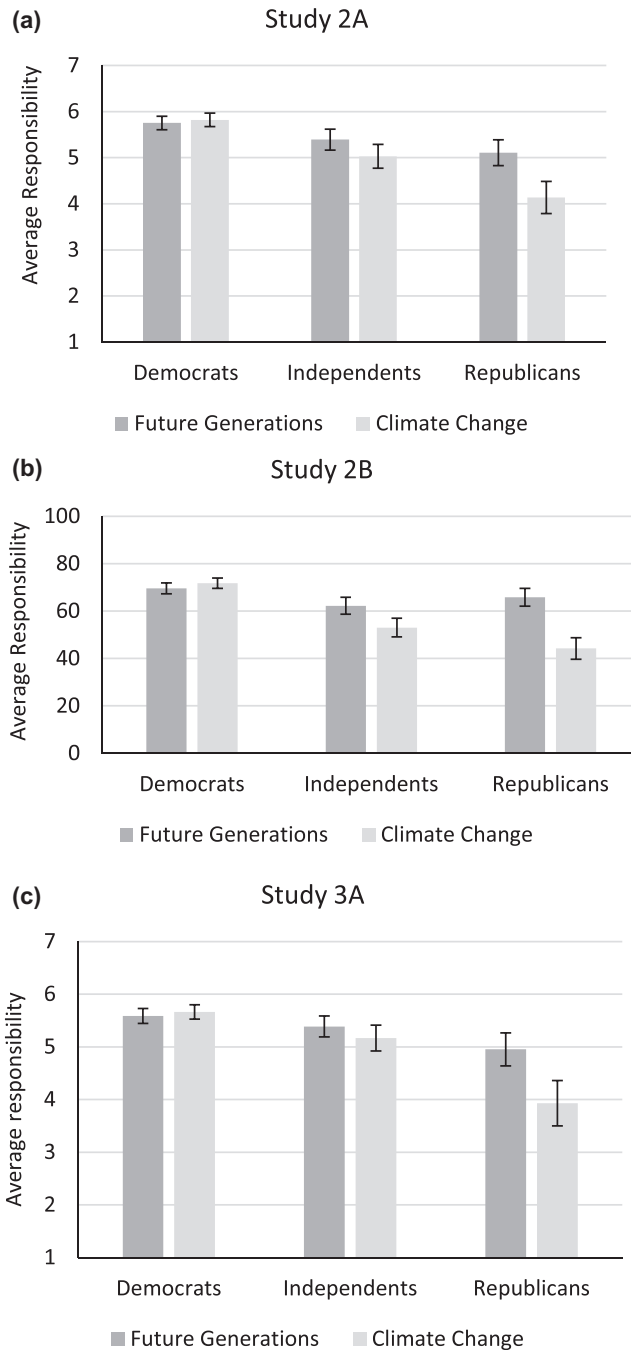 (a)
Study 2A
Average Responsibility
7
6
5
4
3
2
1
Democrats Independents Republicans
Future Generations Climate Change
(b)
Study 2B
Average Responsibility
100
80
60
40
20
0
Democrats Independents Republicans
Future Generations Climate Change
(c)
Study 3A
Average responsibility
7
6
5
4
3
2
1
Democrats Independents Republicans
Future Generations Climate Change